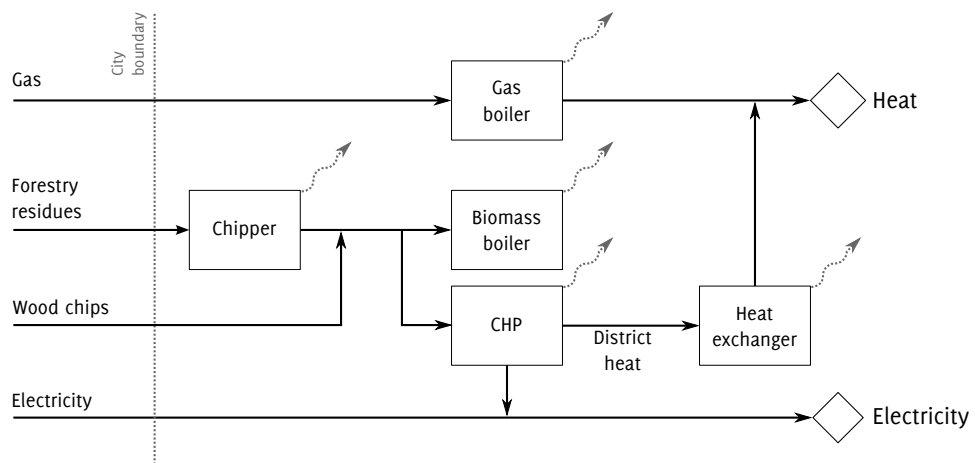 City
boundary
Gas
Gas
boiler
Heat
Forestry
residues
Chipper
Biomass
boiler
Wood chips
CHP
District
heat
Heat
exchanger
Electricity
Electricity